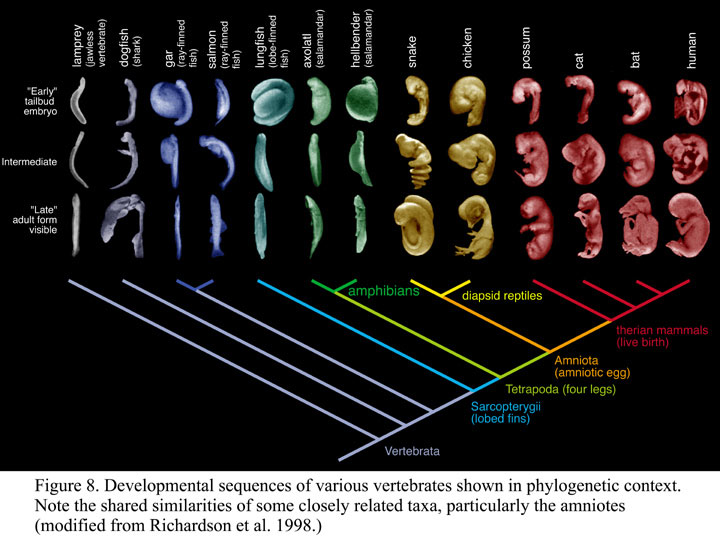 lamprey
(jawless
vertebrate)
dogfish
(shark)
gar
(ray-finned
fish)
salmon
(ray-finned
fish)
lungfish
(lobe-finned
fish)
axolatl
(salamandar)
hellbender
(salamandar)
snake
chicken
possum
cat
bat
human
"Early"
tailbud
embryo
Intermediate
"Late"
adult form
visible
amphibians
diapsid reptiles
therian mammals
(live birth)
Amniota
(amniotic egg)
Tetrapoda (four legs)
Sarcopterygii
(lobed fins)
Vertebrata
Figure 8. Developmental sequences of various vertebrates shown in phylogenetic context.
Note the shared similarities of some closely related taxa, particularly the amniotes
(modified from Richardson et al. 1998.)